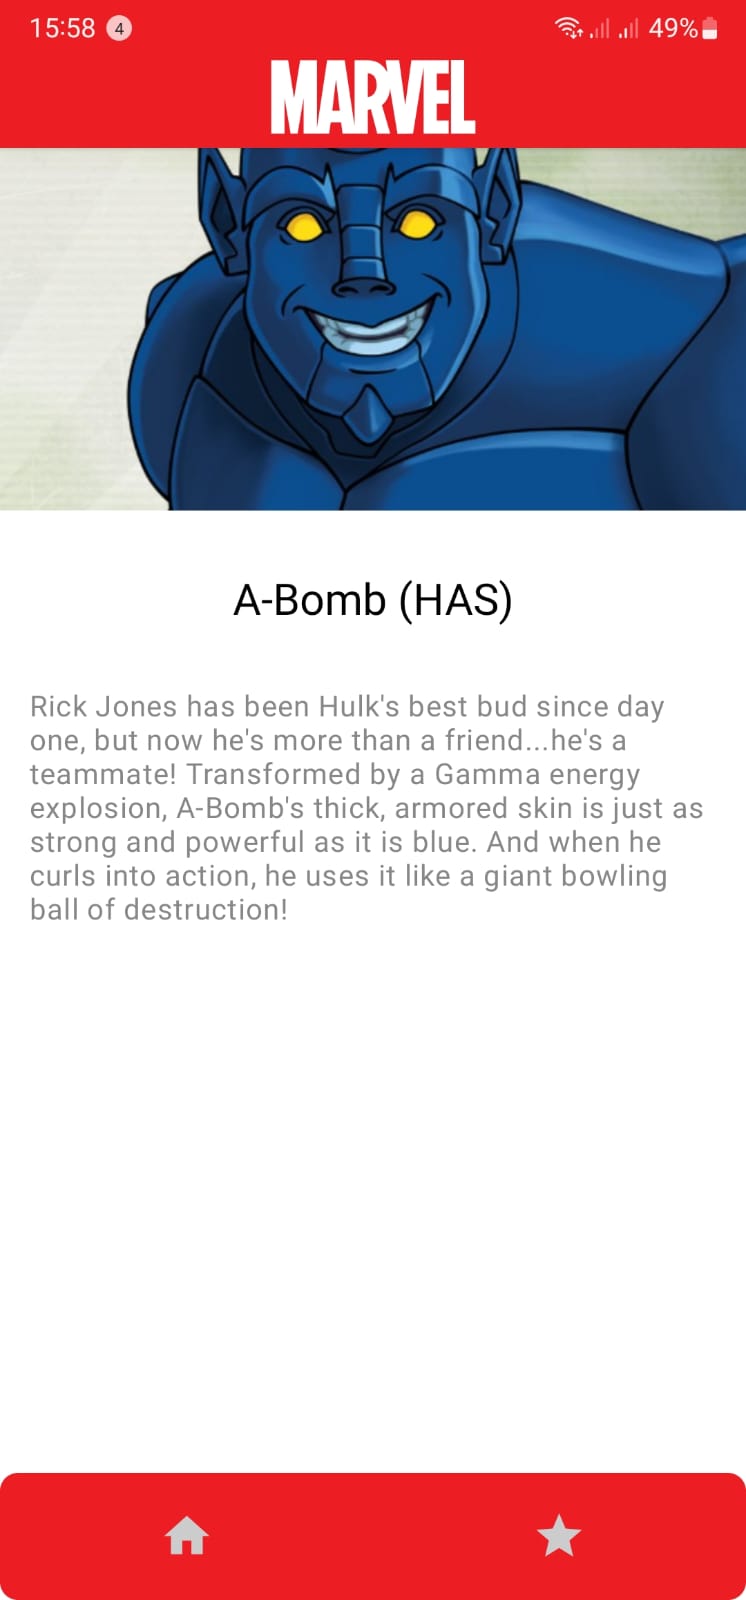 15:58 4 49%
MARVEL
A-Bomb (HAS)
Rick Jones has been Hulk's best bud since day
one, but now he's more than a friend...he's a
teammate! Transformed by a Gamma energy
explosion, A-Bomb's thick, armored skin is just as
strong and powerful as it is blue. And when he
curls into action, he uses it like a giant bowling
ball of destruction!